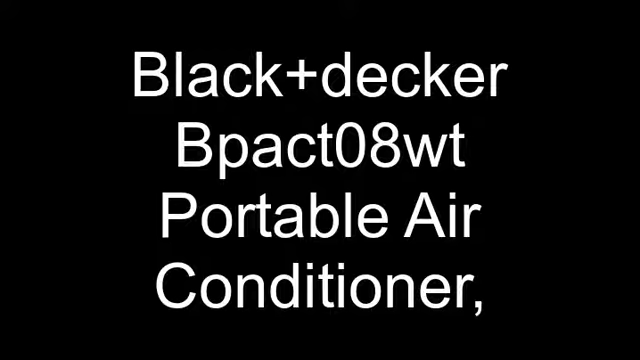 Black+decker
Bpact08wt
Portable Air
Conditioner,